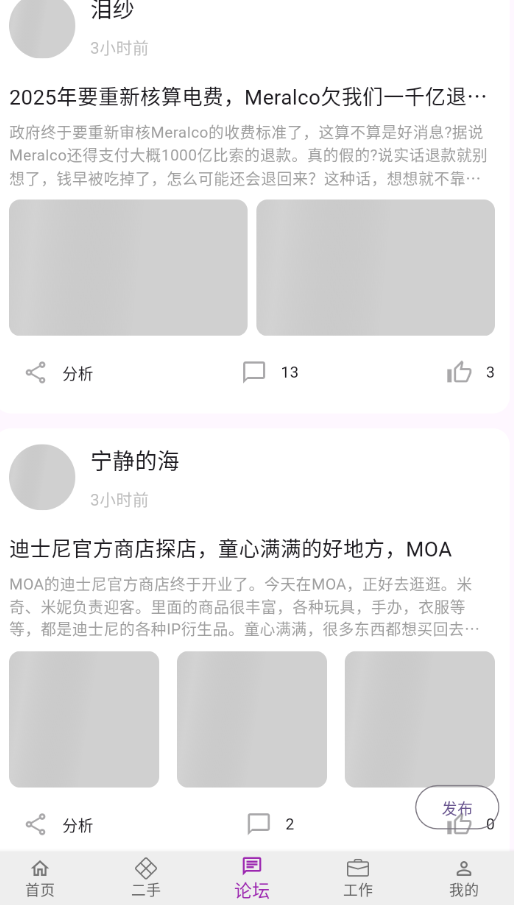 泪纱
3小时前
2025年要重新核算电费，Meralco欠我们一千亿退…
政府终于要重新审核Meralco的收费标准了，这算不算是好消息?据说
Meralco还得支付大概1000亿比索的退款。真的假的?说实话退款就别
想了，钱早被吃掉了，怎么可能还会退回来？这种话，想想就不靠…
分析
13
3
宁静的海
3小时前
迪士尼官方商店探店，童心满满的好地方，MOA
MOA的迪士尼官方商店终于开业了。今天在MOA，正好去逛逛。米
奇、米妮负责迎客。里面的商品很丰富，各种玩具，手办，衣服等
等，都是迪士尼的各种IP衍生品。童心满满，很多东西都想买回去…
发布
分析
2
0
首页
二手
论坛
工作
我的